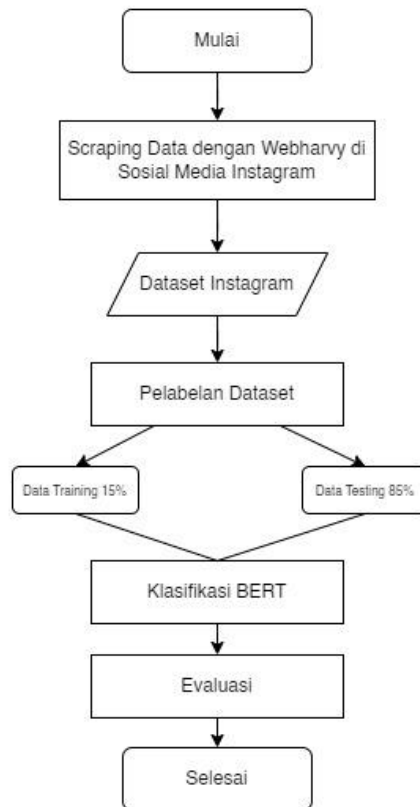 Mulai
Scraping Data dengan Webharvy di
Sosial Media Instagram
Dataset Instagram
Pelabelan Dataset
Data Training 15%
Data Testing 85%
Klasifikasi BERT
Evaluasi
Selesai